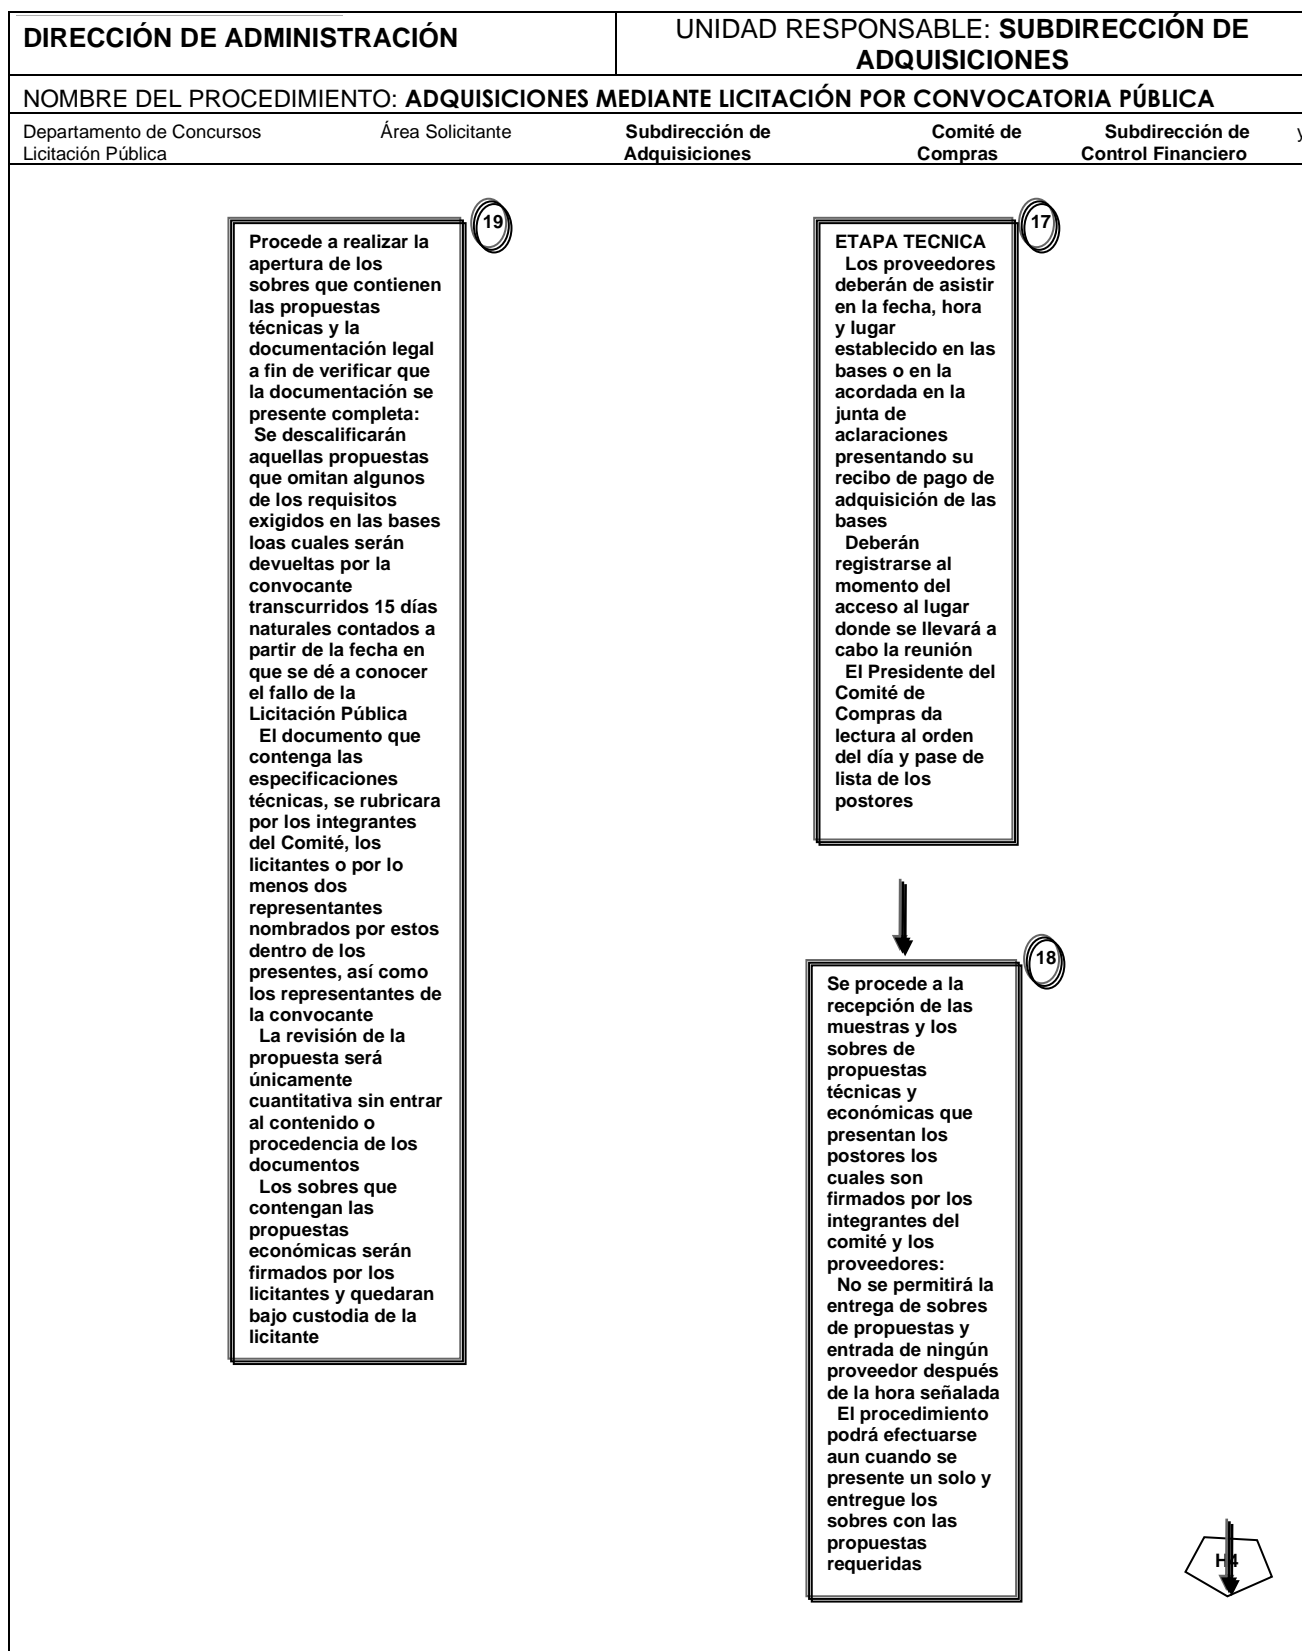 DIRECCIÓN DE ADMINISTRACIÓN
UNIDAD RESPONSABLE: SUBDIRECCIÓN DE
ADQUISICIONES
NOMBRE DEL PROCEDIMIENTO: ADQUISICIONES MEDIANTE LICITACIÓN POR CONVOCATORIA PÚBLICA
Departamento de Concursos
Licitación Pública
Área Solicitante
Subdirección de
Adquisiciones
Comité de
Compras
Subdirección de
Control Financiero
y
19
Procede a realizar la
apertura de los
sobres que contienen
las propuestas
técnicas y la
documentación legal
a fin de verificar que
la documentación se
presente completa:
Se descalificarán
aquellas propuestas
que omitan algunos
de los requisitos
exigidos en las bases
loas cuales serán
devueltas por la
convocante
transcurridos 15 días
naturales contados a
partir de la fecha en
que se dé a conocer
el fallo de la
Licitación Pública
El documento que
contenga las
especificaciones
técnicas, se rubricara
por los integrantes
del Comité, los
licitantes o por lo
menos dos
representantes
nombrados por estos
dentro de los
presentes, así como
los representantes de
la convocante
La revisión de la
propuesta será
únicamente
cuantitativa sin entrar
al contenido o
procedencia de los
documentos
Los sobres que
contengan las
propuestas
económicas serán
firmados por los
licitantes y quedaran
bajo custodia de la
licitante
17
ETAPA TECNICA
Los proveedores
deberán de asistir
en la fecha, hora
y lugar
establecido en las
bases o en la
acordada en la
junta de
aclaraciones
presentando su
recibo de pago de
adquisición de las
bases
Deberán
registrarse al
momento del
acceso al lugar
donde se llevará a
cabo la reunión
El Presidente del
Comité de
Compras da
lectura al orden
del día y pase de
lista de los
postores
18
Se procede a la
recepción de las
muestras y los
sobres de
propuestas
técnicas y
económicas que
presentan los
postores los
cuales son
firmados por los
integrantes del
comité y los
proveedores:
No se permitirá la
entrega de sobres
de propuestas y
entrada de ningún
proveedor después
de la hora señalada
El procedimiento
podrá efectuarse
aun cuando se
presente un solo y
entregue los
sobres con las
propuestas
requeridas
H4